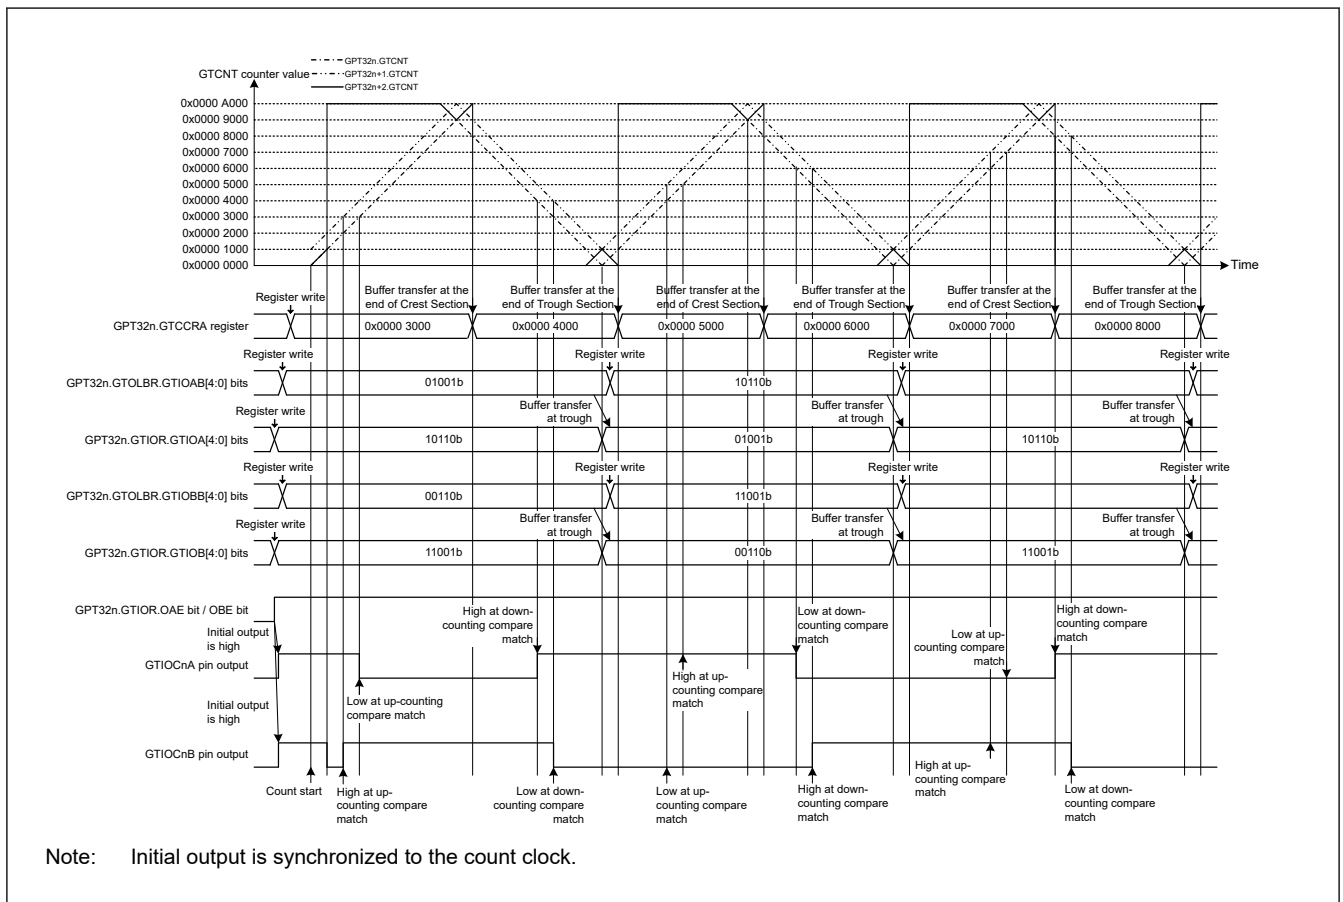 GPT32n.GTCNT
GTCNT counter value
GPT32n+1.GTCNT
GPT32n+2.GTCNT
0x0000 A000
0x0000 9000
0x0000 8000
0x0000 7000
0x0000 6000
0x0000 5000
0x0000 4000
0x0000 3000
0x0000 2000
0x0000 1000
0x0000 0000
Time
Register write
Buffer transfer at the
end of Crest Section
Buffer transfer at the
end of Trough Section
Buffer transfer at the
end of Crest Section
Buffer transfer at the
end of Trough Section
Buffer transfer at the
end of Crest Section
Buffer transfer at the
end of Trough Section
GPT32n.GTCCRA register
0x0000 3000
0x0000 4000
0x0000 5000
0x0000 6000
0x0000 7000
0x0000 8000
Register write
Register write
Register write
Register write
GPT32n.GTOLBR.GTIOAB[4:0] bits
01001b
10110b
Register write
Buffer transfer
at trough
Buffer transfer
at trough
Buffer transfer
at trough
GPT32n.GTIOR.GTIOA[4:0] bits
10110b
01001b
10110b
Register write
Register write
Register write
Register write
GPT32n.GTOLBR.GTIOBB[4:0] bits
00110b
11001b
Register write
Buffer transfer
at trough
Buffer transfer
at trough
Buffer transfer
at trough
GPT32n.GTIOR.GTIOB[4:0] bits
11001b
00110b
11001b
GPT32n.GTIOR.OAE bit / OBE bit
Initial output
is high
High at down-
counting compare
match
Low at down-
counting compare
match
Low at up-
counting compare
match
High at down-
counting compare
match
GTIOCnA pin output
Low at up-counting
compare match
High at up-
counting compare
match
Initial output
is high
GTIOCnB pin output
Count start
High at up-
counting compare
match
Low at down-
counting compare
match
Low at up-
counting compare
match
High at down-
counting compare
match
High at up-
counting compare
match
Low at down-
counting compare
match
Note: Initial output is synchronized to the count clock.